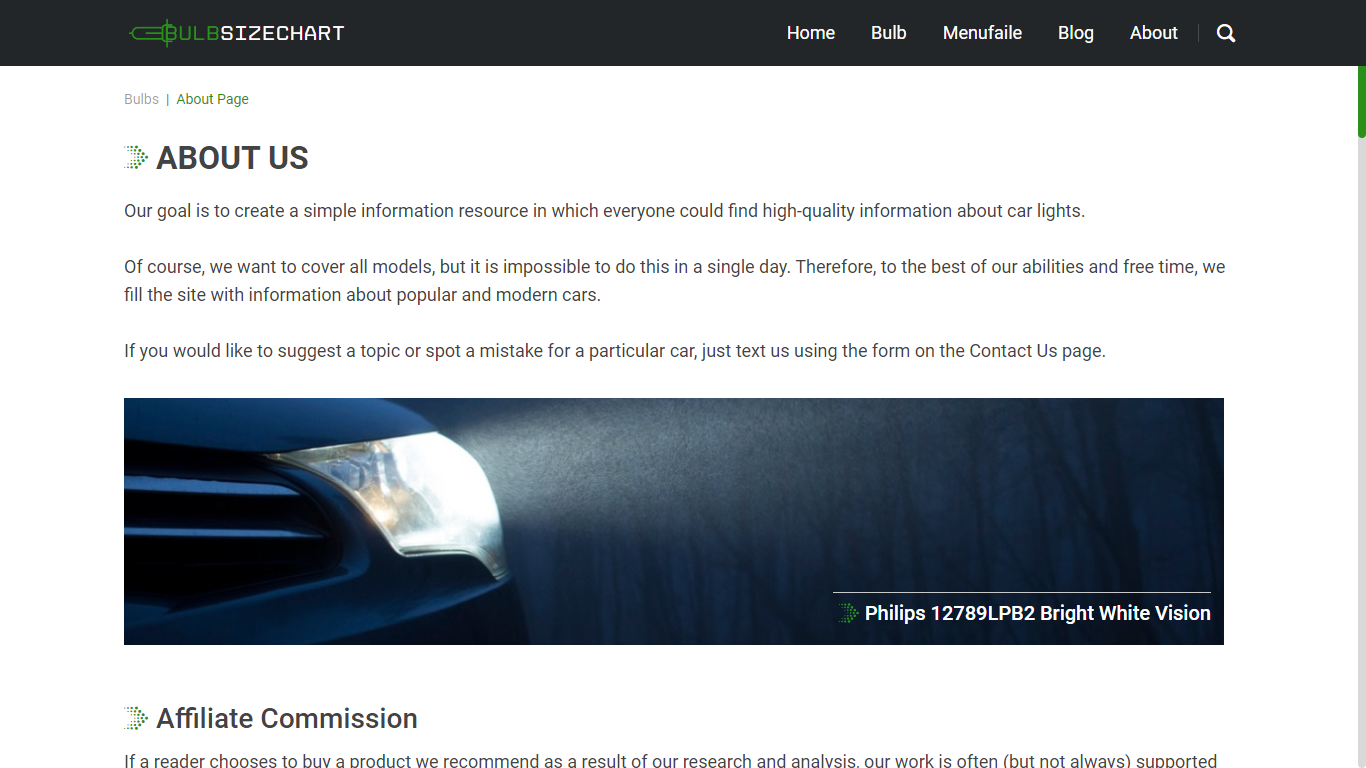 BULBSIZECHART
Home
Bulb
Menufaile
Blog
About
Bulbs | About Page
ABOUT US
Our goal is to create a simple information resource in which everyone could find high-quality information about car lights.
Of course, we want to cover all models, but it is impossible to do this in a single day. Therefore, to the best of our abilities and free time, we
fill the site with information about popular and modern cars.
If you would like to suggest a topic or spot a mistake for a particular car, just text us using the form on the Contact Us page.
Philips 12789LPB2 Bright White Vision
Affiliate Commission
If a reader chooses to buy a product we recommend as a result of our research and analysis, our work is often (but not always) supported